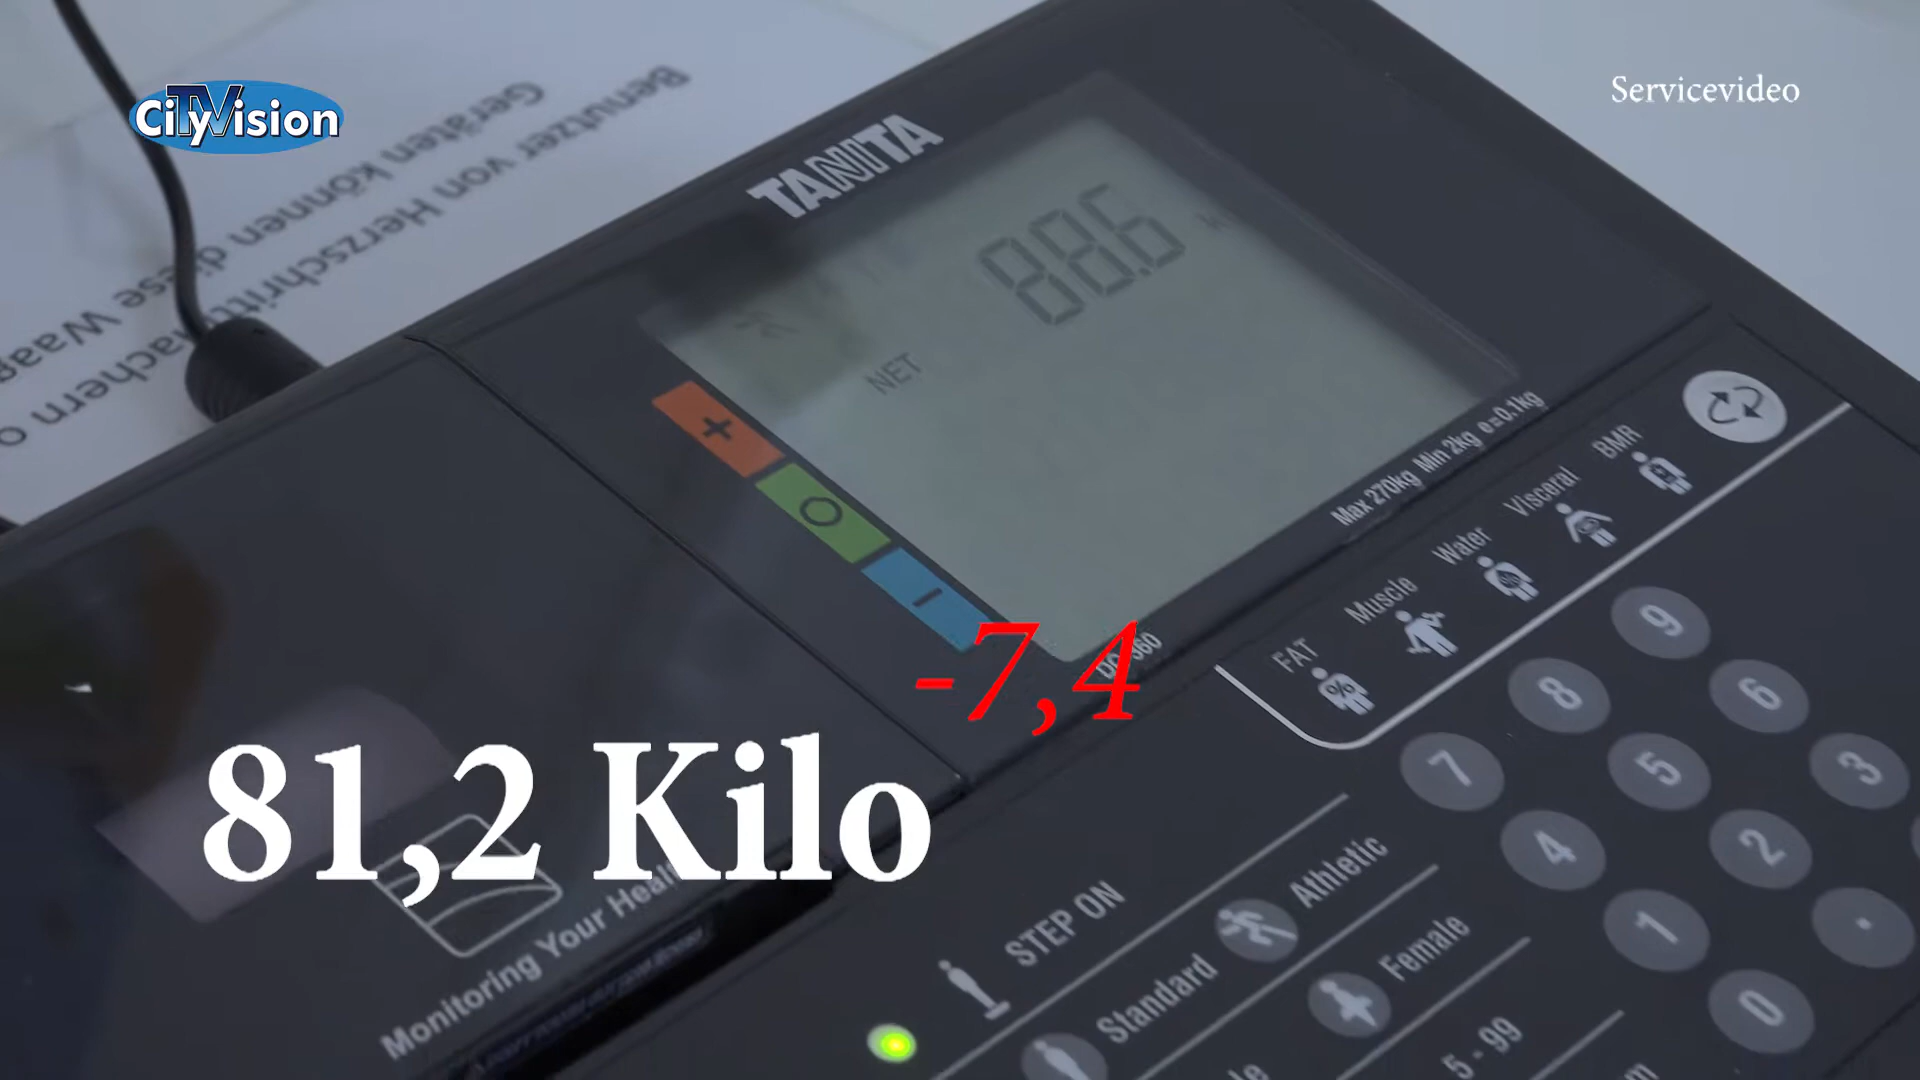 CityVision
TV
Servicevideo
Benutzer von Herzschrittmachern o
Geräten können diese Waag
TANITA
88.6
NET
+
O
-
Max 270kg Min 2kg e=0.1kg
FAT
Muscle
Water
Visceral
BMR
-7,4
81,2 Kilo
Monitoring Your Heal
STEP ON
Standard
Athletic
Female
5 - 99
7
8
9
4
5
6
1
2
3
0
.